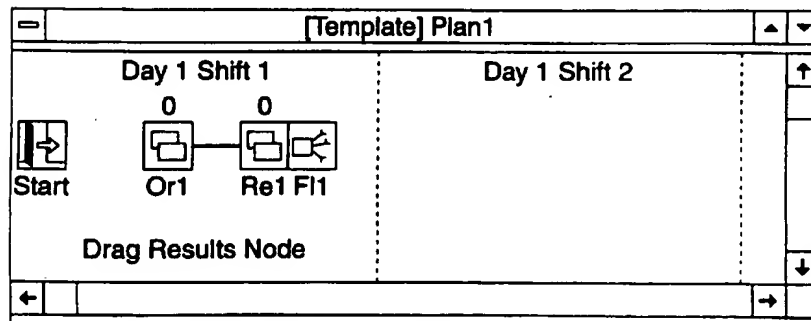 [Template] Plan1
Day 1 Shift 1 Day 1 Shift 2
0 0
Start Or1 Re1 Fl1
Drag Results Node